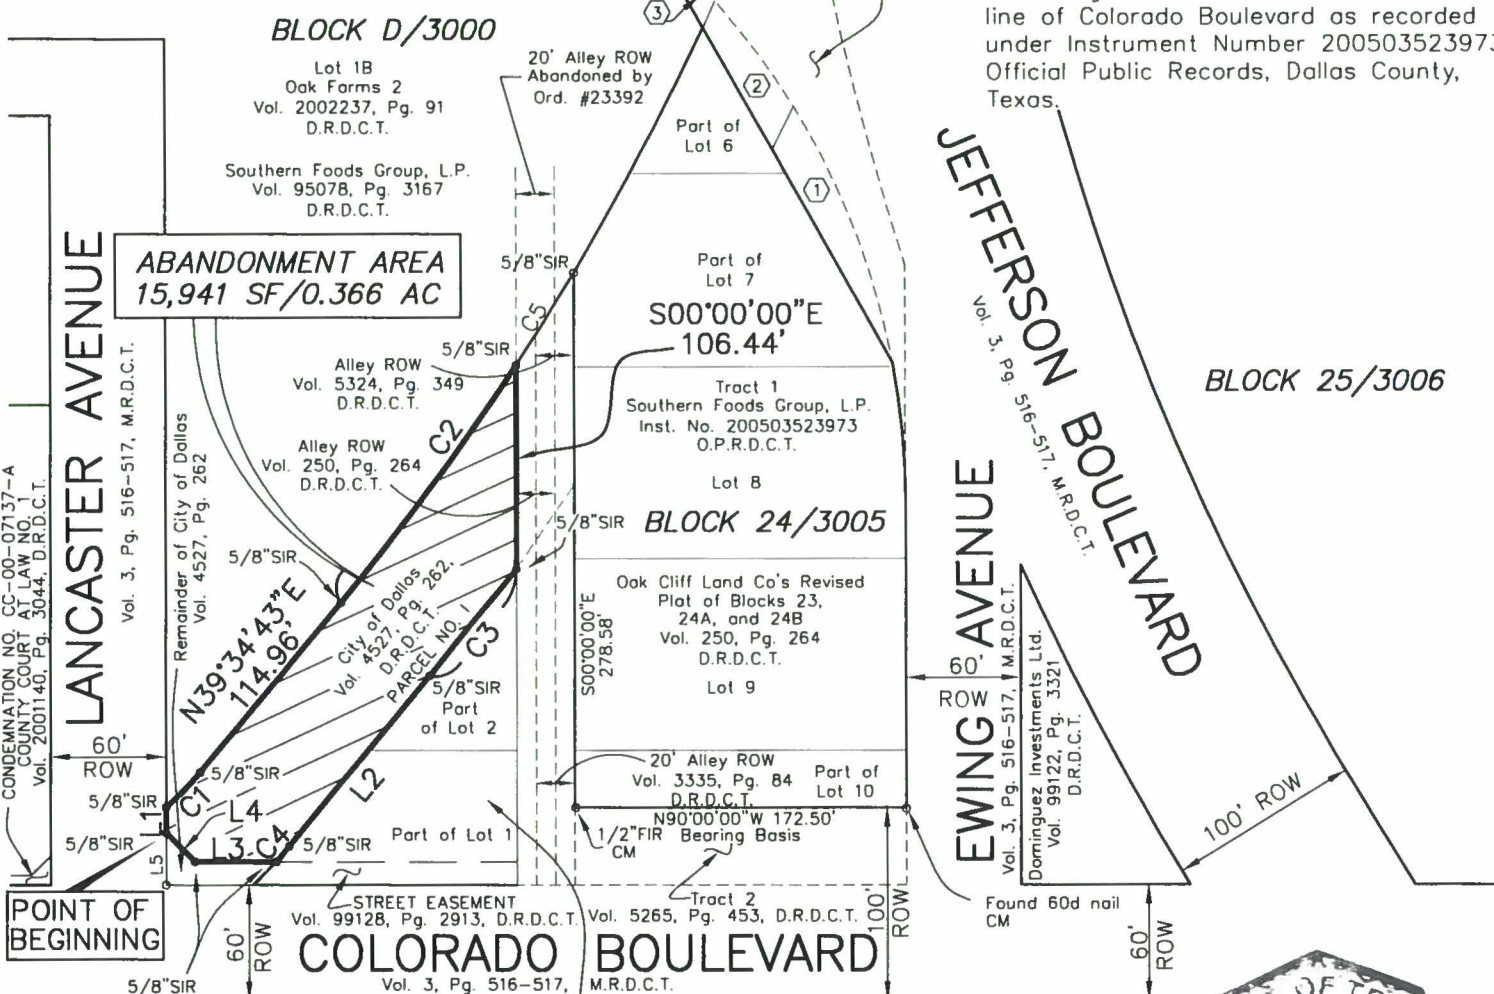 BLOCK D/3000
Lot 1B
Oak Farms 2
Vol. 2002237, Pg. 91
D.R.D.C.T.
Southern Foods Group, L.P.
Vol. 95078, Pg. 3167
D.R.D.C.T.
20' Alley ROW
Abandoned by
Ord. #23392
3
2
1
line of Colorado Boulevard as recorded
under Instrument Number 200503523973
Official Public Records, Dallas County,
Texas.
Part of
Lot 6
ABANDONMENT AREA
15,941 SF/0.366 AC
5/8"SIR
C5
Part of
Lot 7
S00°00'00"E
106.44'
5/8"SIR
Alley ROW
Vol. 5324, Pg. 349
D.R.D.C.T.
C2
Alley ROW
Vol. 250, Pg. 264
D.R.D.C.T.
Tract 1
Southern Foods Group, L.P.
Inst. No. 200503523973
O.P.R.D.C.T.
Lot 8
BLOCK 24/3005
5/8"SIR
5/8"SIR
JEFFERSON BOULEVARD
Vol. 3, Pg. 516-517, M.R.D.C.T.
BLOCK 25/3006
CONDEMNATION NO. CC-00-07137-A
COUNTY COURT AT LAW NO. 1
Vol. 2001140, Pg. 3044, D.R.D.C.T.
LANCASTER AVENUE
Vol. 3, Pg. 516-517, M.R.D.C.T.
Remainder of City of Dallas
Vol. 4527, Pg. 262
N39°34'43"E
114.96'
City of Dallas
Vol. 4527, Pg. 262,
D.R.D.C.T.
PARCEL NO. 1
C3
5/8"SIR
Part
of Lot 2
S00°00'00"E
278.58'
Oak Cliff Land Co's Revised
Plat of Blocks 23,
24A, and 24B
Vol. 250, Pg. 264
D.R.D.C.T.
Lot 9
60'
ROW
EWING AVENUE
Vol. 3, Pg. 516-517, M.R.D.C.T.
Dominguez Investments Ltd.
Vol. 99122, Pg. 3321
D.R.D.C.T.
100' ROW
60'
ROW
5/8"SIR
5/8"SIR
C1
L1
L4
L2
5/8"SIR
L3
C4
5/8"SIR
L5
Part of Lot 1
20' Alley ROW
Vol. 3335, Pg. 84
D.R.D.C.T.
Part of
Lot 10
N90°00'00"W 172.50'
1/2"FIR
CM
Bearing Basis
POINT OF
BEGINNING
STREET EASEMENT
Vol. 99128, Pg. 2913, D.R.D.C.T.
Tract 2
Vol. 5265, Pg. 453, D.R.D.C.T.
100'
ROW
Found 60d nail
CM
60'
ROW
COLORADO BOULEVARD
Vol. 3, Pg. 516-517, M.R.D.C.T.
60'
ROW
5/8"SIR